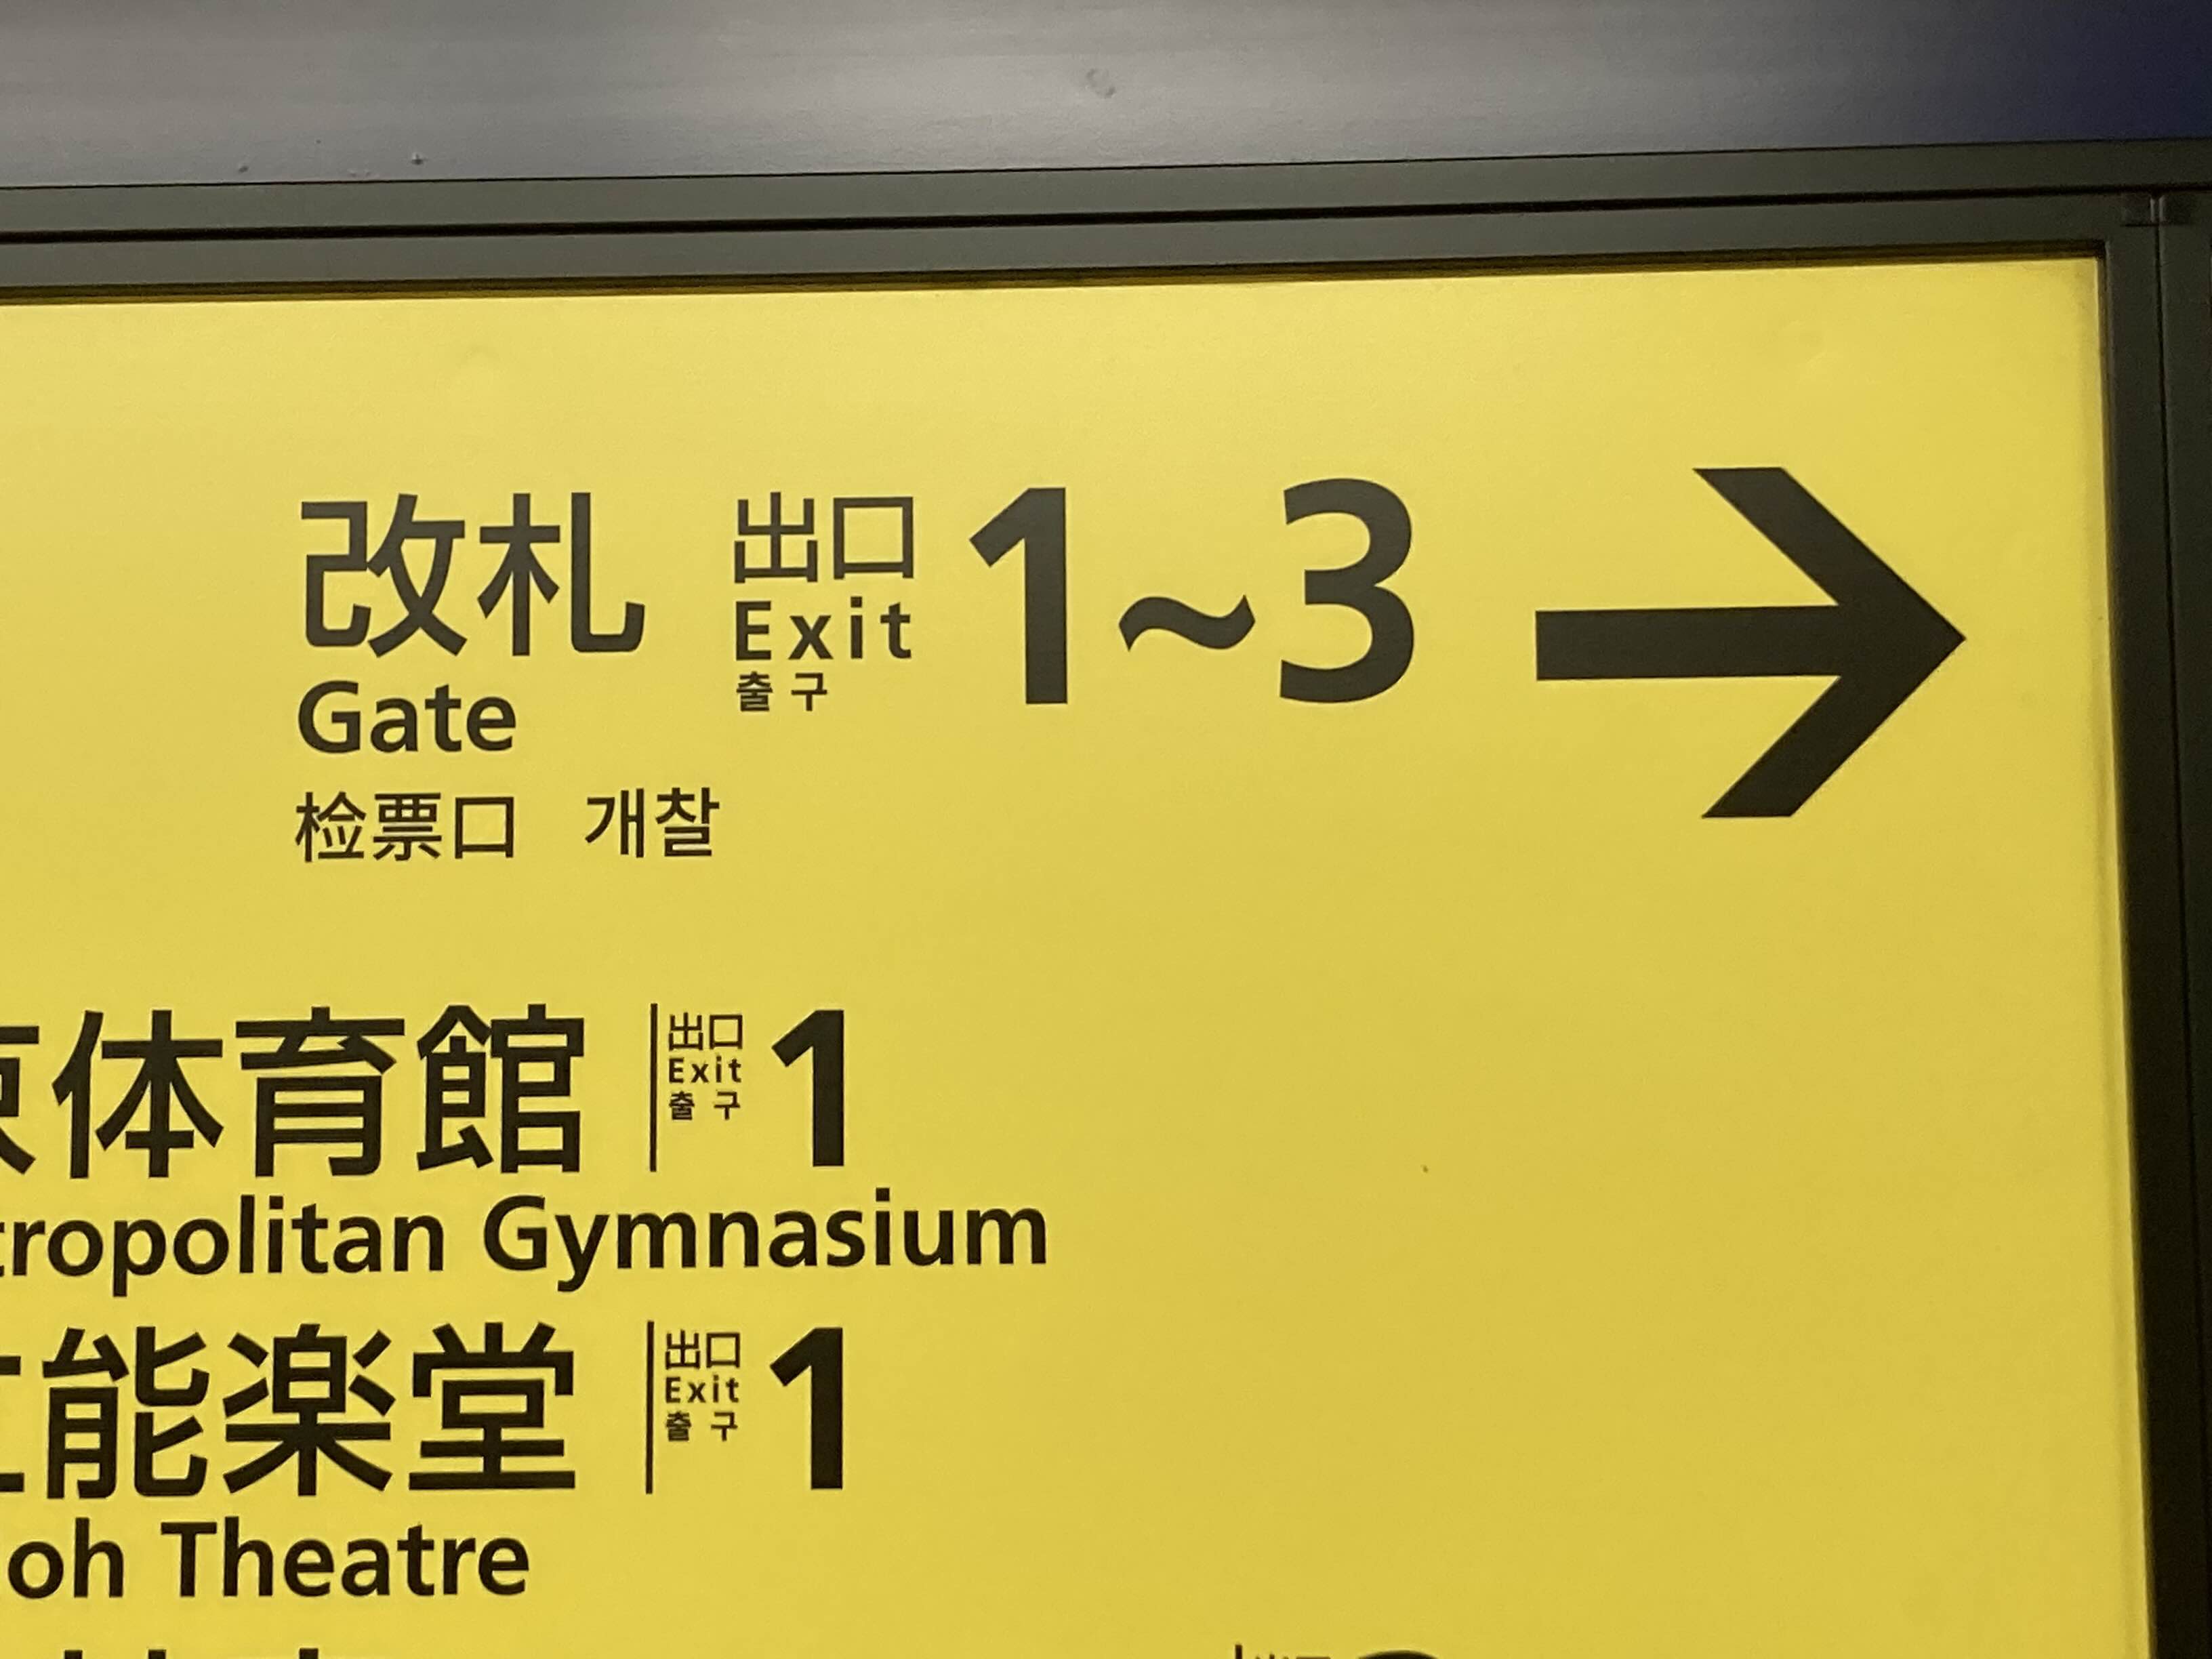 改札 出口 1~3
Exit
출구
Gate
检票口 개찰
体育館 出口 1
Exit
출구
tropolitan Gymnasium
能楽堂 出口 1
Exit
출구
oh Theatre